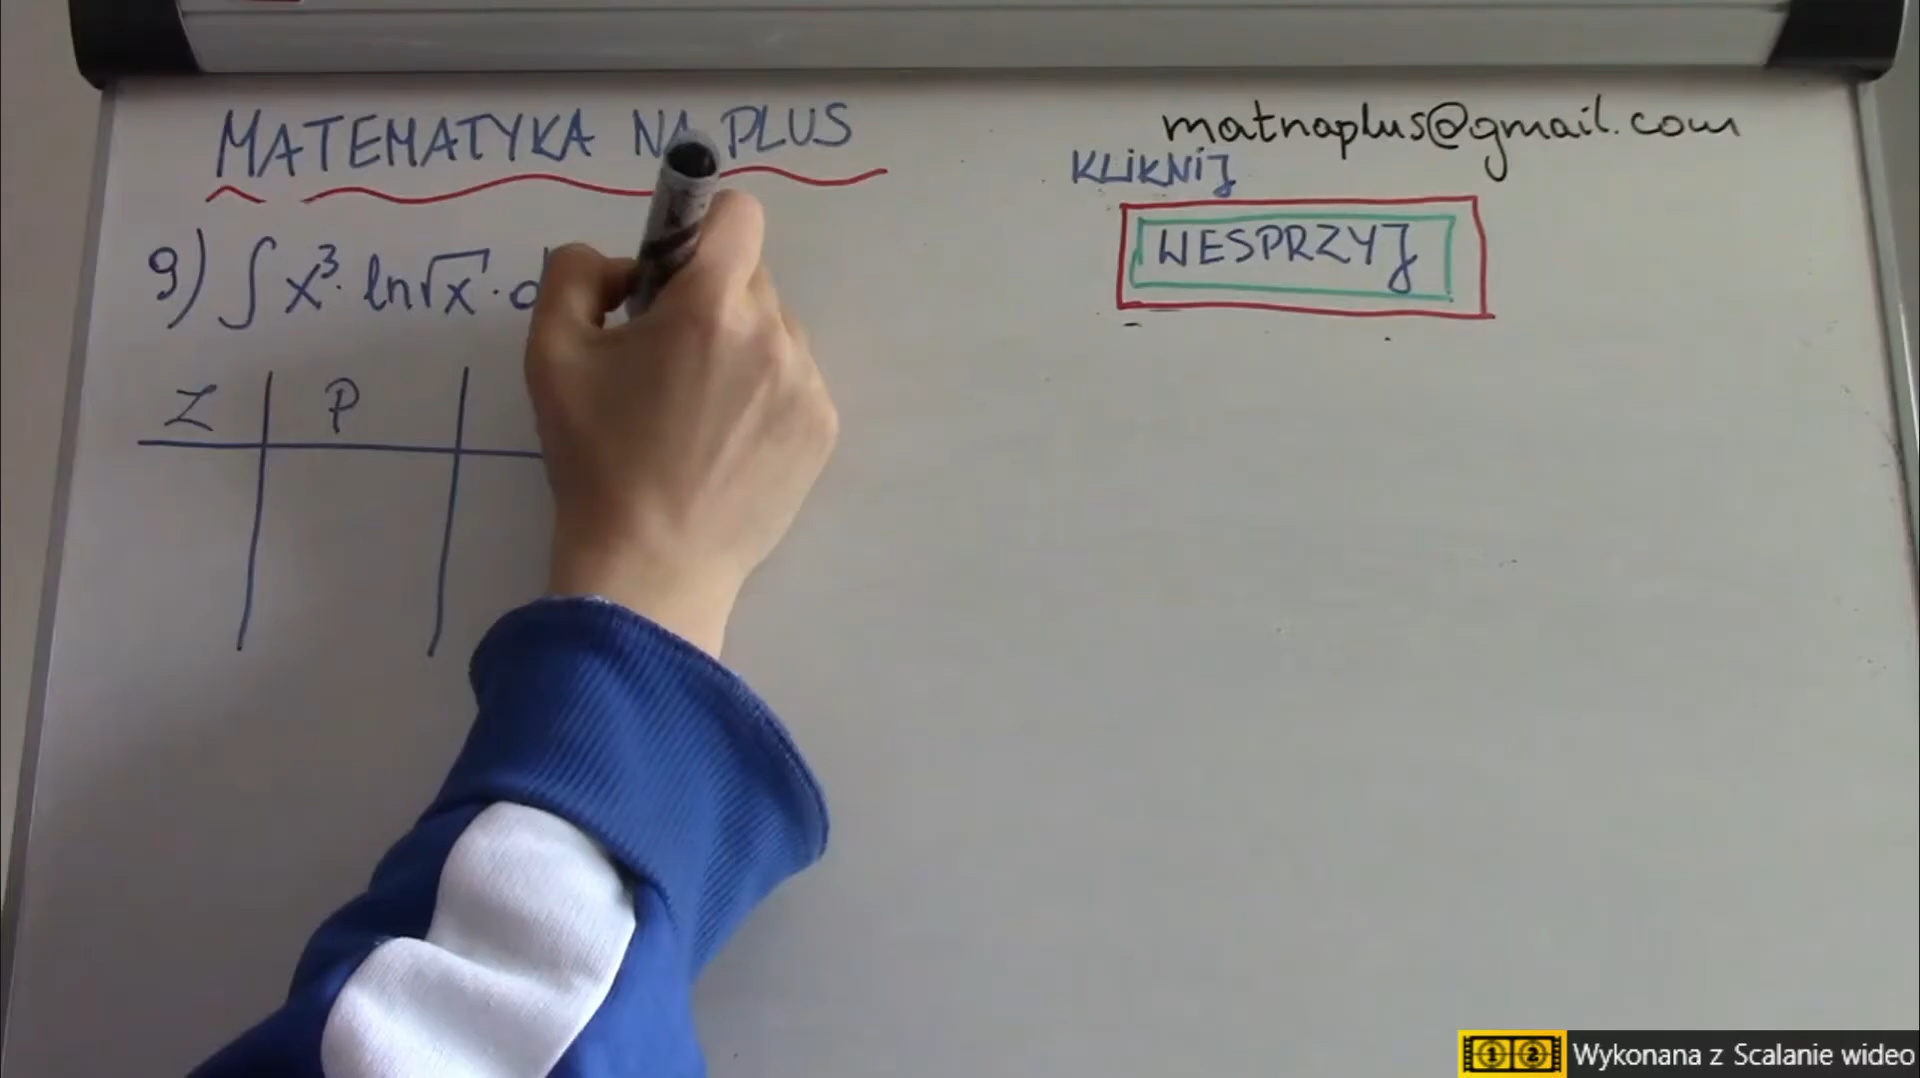 MATEMATYKA NA PLUS
matnaplus@gmail.com
KLIKNIJ
WESPRZYJ
9) ∫ x³· ln√x · d
Z P
Wykonana z Scalanie wideo